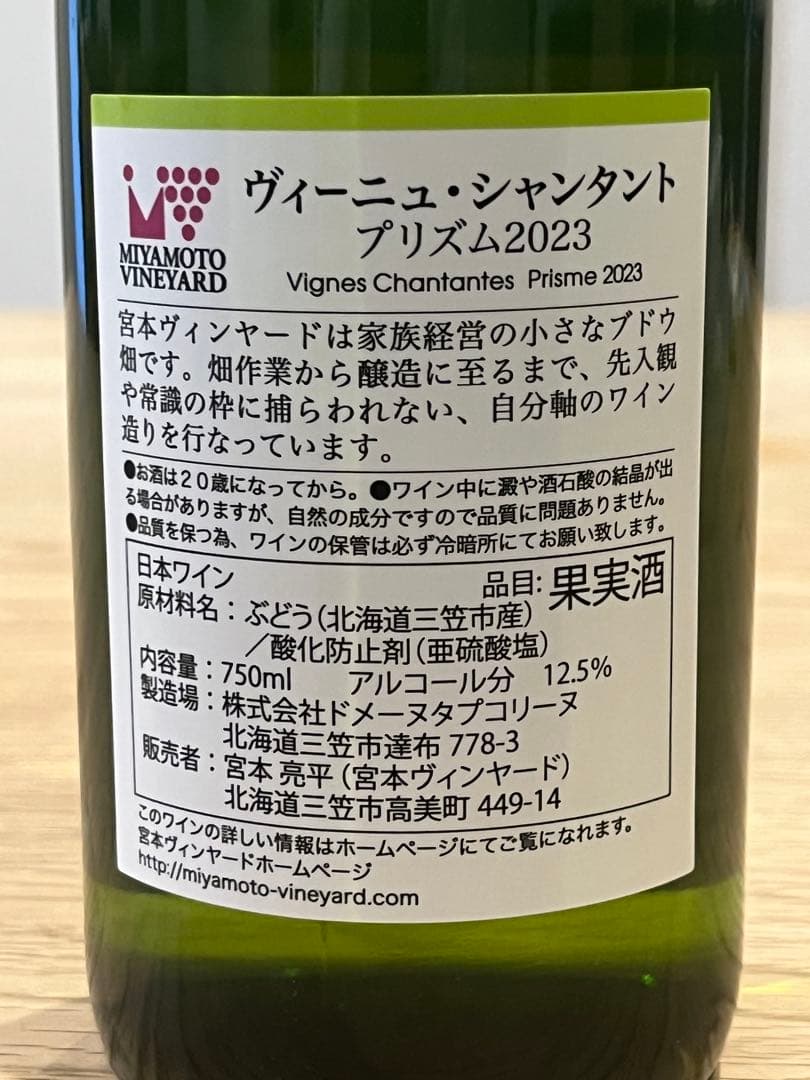 MIYAMOTO
VINEYARD
ヴィーニュ・シャンタント
プリズム2023
Vignes Chantantes Prisme 2023
宮本ヴィンヤードは家族経営の小さなブドウ
畑です。畑作業から醸造に至るまで、先入観
や常識の枠に捕らわれない、自分軸のワイン
造りを行なっています。
●お酒は20歳になってから。●ワイン中に澱や酒石酸の結晶が出
る場合がありますが、自然の成分ですので品質に問題ありません。
●品質を保つ為、ワインの保管は必ず冷暗所にてお願い致します。
日本ワイン 品目:果実酒
原材料名:ぶどう(北海道三笠市産)
/酸化防止剤(亜硫酸塩)
内容量:750ml アルコール分 12.5%
製造場:株式会社ドメーヌタプコリーヌ
北海道三笠市達布 778-3
販売者:宮本 亮平(宮本ヴィンヤード)
北海道三笠市高美町 449-14
このワインの詳しい情報はホームページにてご覧になれます。
宮本ヴィンヤードホームページ
http://miyamoto-vineyard.com